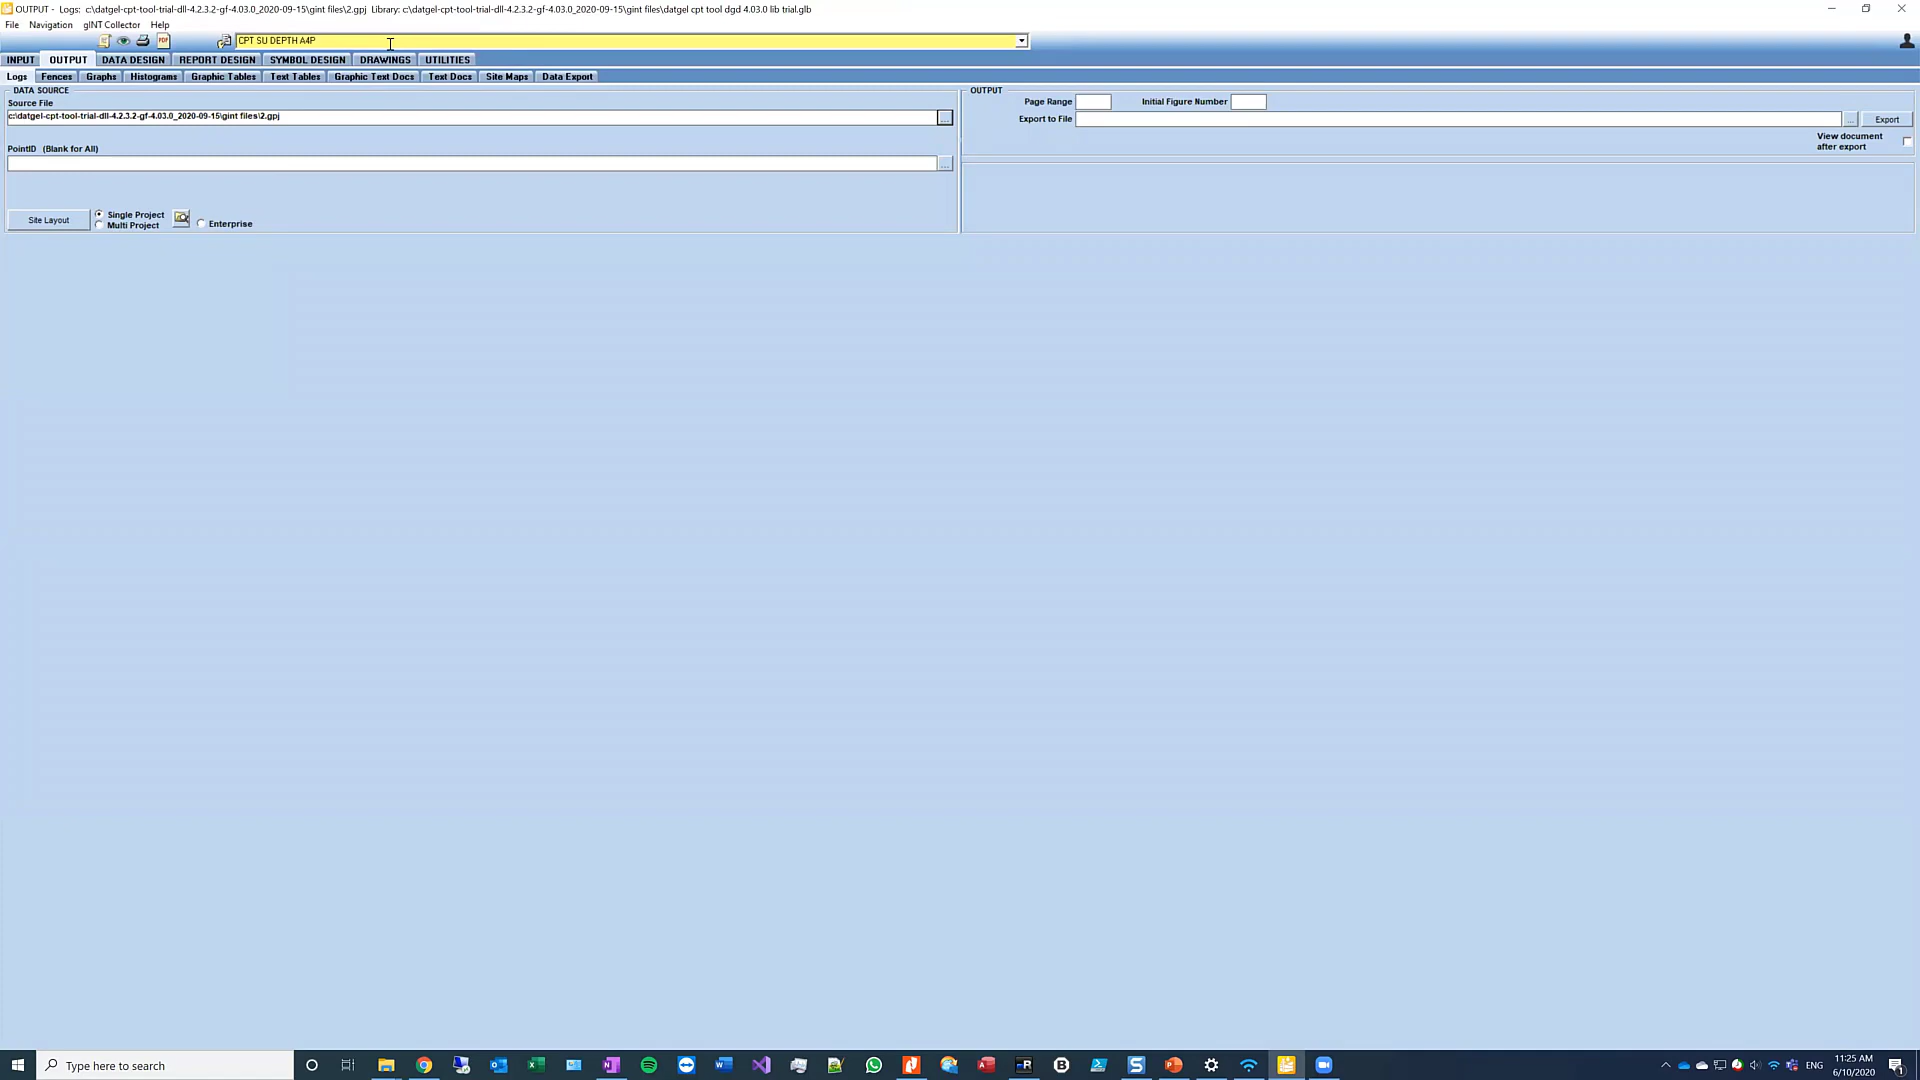 OUTPUT - Logs: c:\datgel-cpt-tool-trial-dll-4.2.3.2-gf-4.03.0_2020-09-15\gint files\2.gpj Library: c:\datgel-cpt-tool-trial-dll-4.2.3.2-gf-4.03.0_2020-09-15\gint files\datgel cpt tool dgd 4.03.0 lib trial.glb
File Navigation gINT Collector Help
PDF CPT SU DEPTH A4P
INPUT OUTPUT DATA DESIGN REPORT DESIGN SYMBOL DESIGN DRAWINGS UTILITIES
Logs Fences Graphs Histograms Graphic Tables Text Tables Graphic Text Docs Text Docs Site Maps Data Export
DATA SOURCE
Source File
c:\datgel-cpt-tool-trial-dll-4.2.3.2-gf-4.03.0_2020-09-15\gint files\2.gpj
...
PointID (Blank for All)
...
Site Layout
Single Project
Multi Project
Enterprise
OUTPUT
Page Range Initial Figure Number
Export to File ... Export
View document
after export
Type here to search
ENG
11:25 AM
6/10/2020